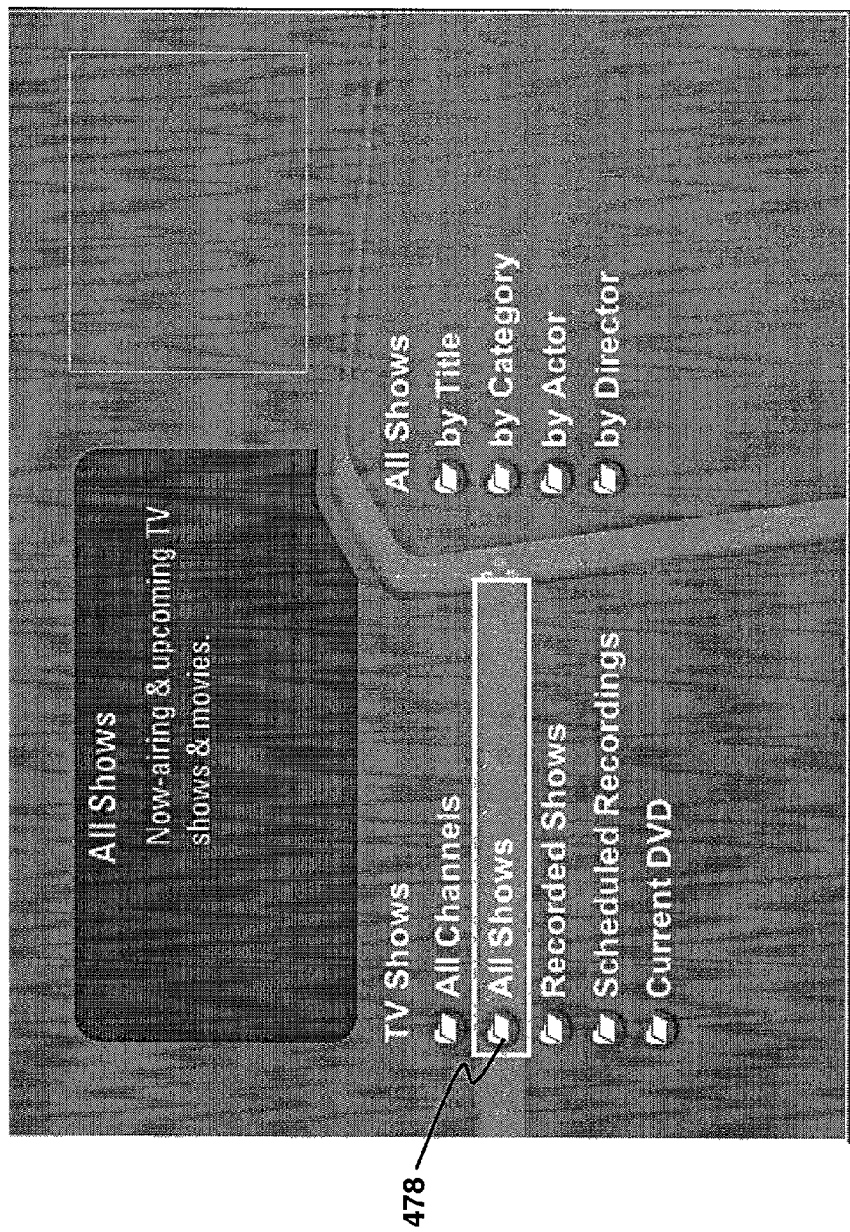 All Shows
Now-airing & upcoming TV
shows & movies.
TV Shows
All Channels
All Shows
Recorded Shows
Scheduled Recordings
Current DVD
All Shows
by Title
by Category
by Actor
by Director
478